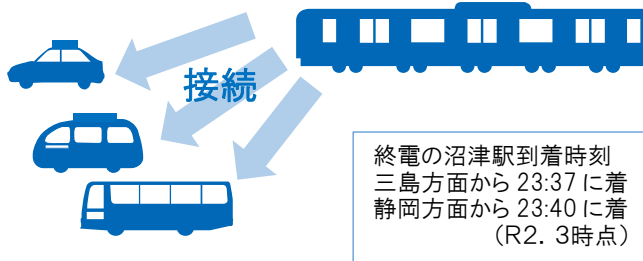 接続
終電の沼津駅到着時刻
三島方面から 23:37 に着
静岡方面から 23:40 に着
(R2. 3時点)